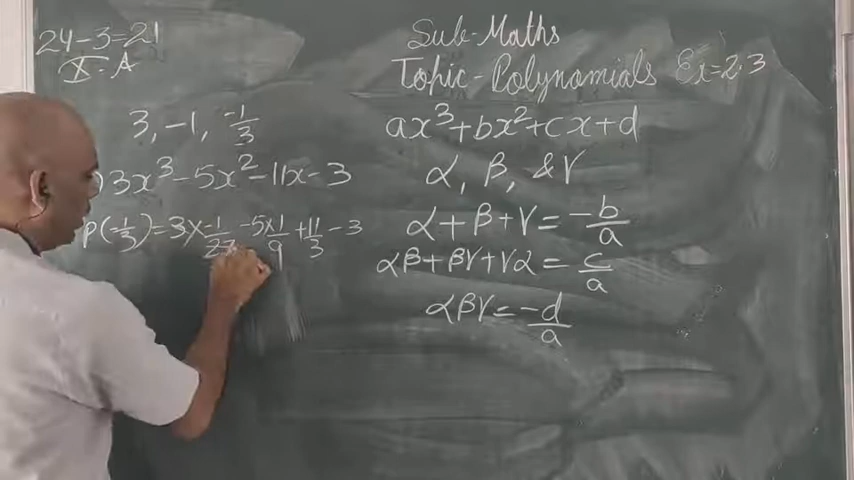 24-3=21
X-A
Sub-Maths
Topic-Polynomials Ex=2.3
3, -1, -1/3
ax³+bx²+cx+d
)3x³-5x²-11x-3
α, β, & γ
P(-1/3)=3x-1/27-5x1/9+11/3-3
α+β+γ=-b/a
αβ+βγ+γα=c/a
αβγ=-d/a